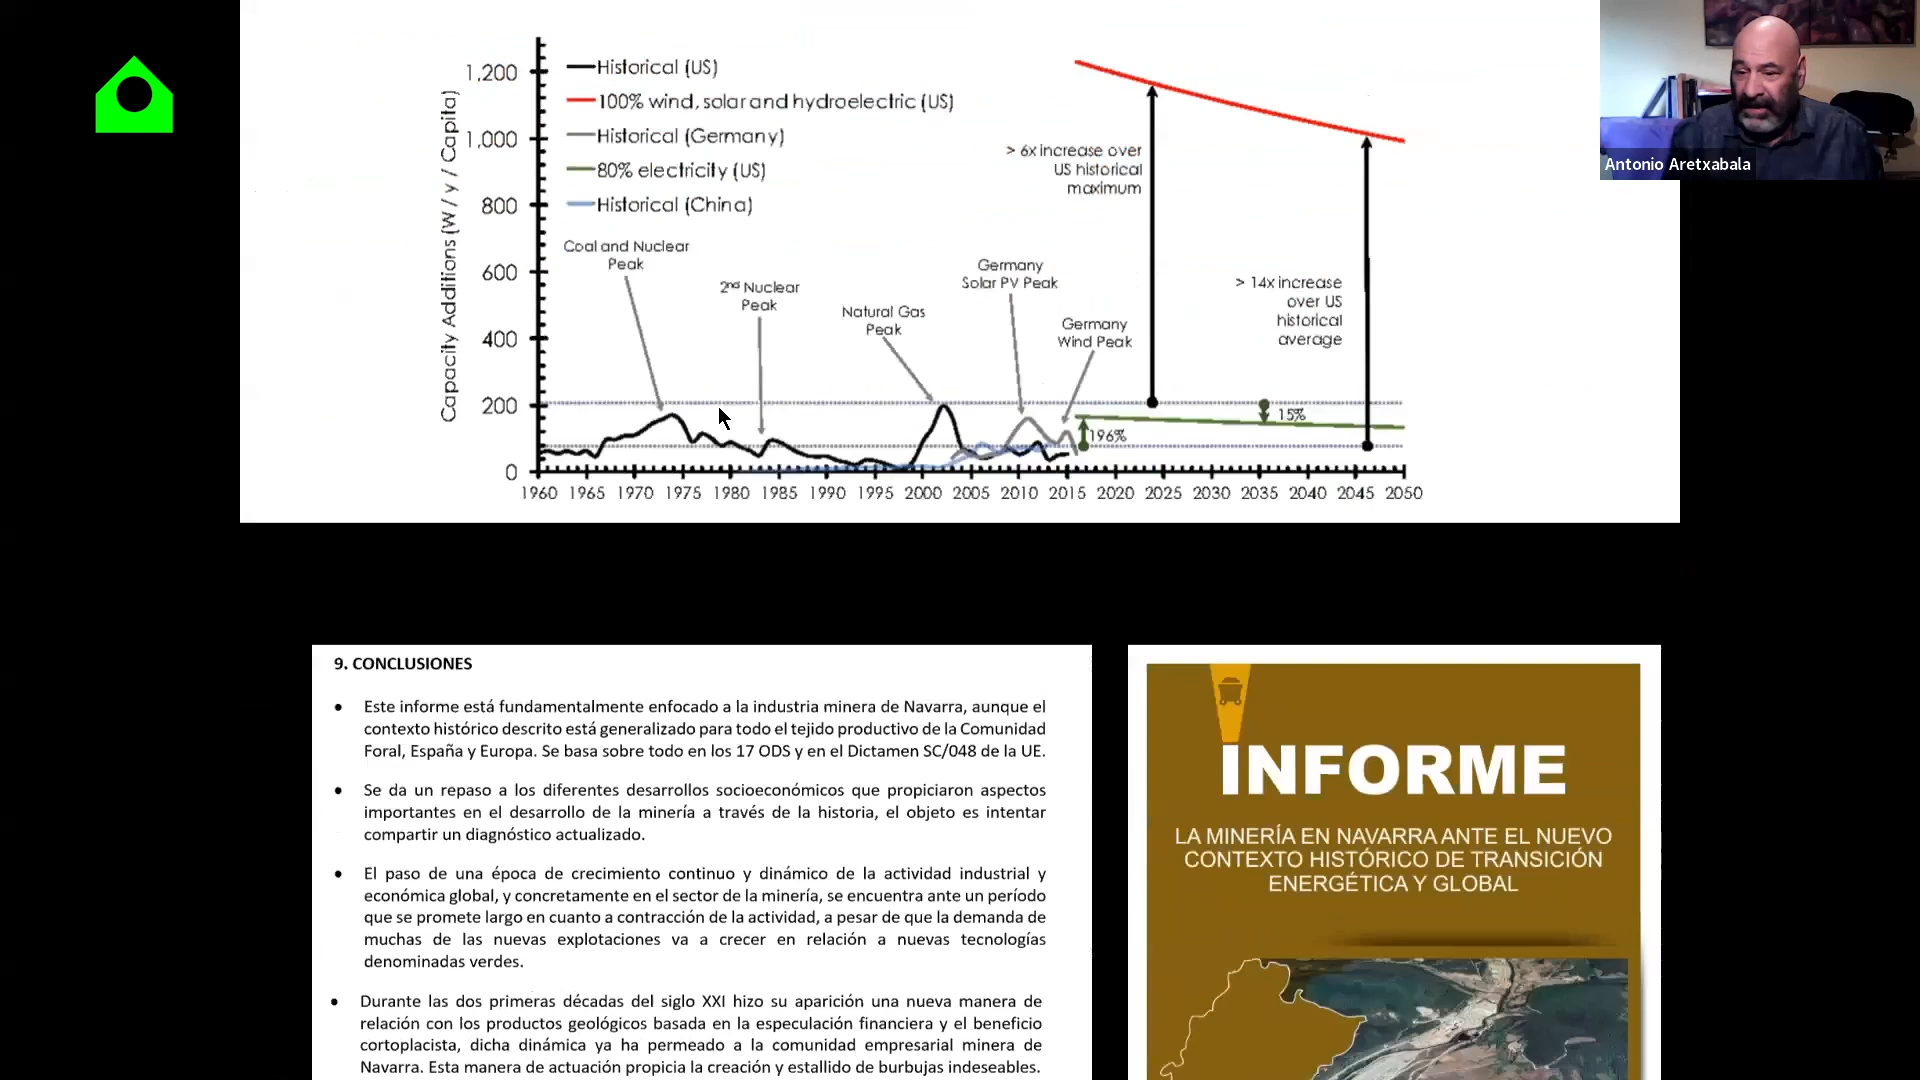 Capacity Additions (W / y / Capita)
1,200
1,000
800
600
400
200
0
Historical (US)
100% wind, solar and hydroelectric (US)
Historical (Germany)
80% electricity (US)
Historical (China)
Coal and Nuclear
Peak
2nd Nuclear
Peak
Natural Gas
Peak
Germany
Solar PV Peak
Germany
Wind Peak
> 6x increase over
US historical
maximum
> 14x increase
over US
historical
average
15%
196%
1960 1965 1970 1975 1980 1985 1990 1995 2000 2005 2010 2015 2020 2025 2030 2035 2040 2045 2050
Antonio Aretxabala
9. CONCLUSIONES
• Este informe está fundamentalmente enfocado a la industria minera de Navarra, aunque el
contexto histórico descrito está generalizado para todo el tejido productivo de la Comunidad
Foral, España y Europa. Se basa sobre todo en los 17 ODS y en el Dictamen SC/048 de la UE.
• Se da un repaso a los diferentes desarrollos socioeconómicos que propiciaron aspectos
importantes en el desarrollo de la minería a través de la historia, el objeto es intentar
compartir un diagnóstico actualizado.
• El paso de una época de crecimiento continuo y dinámico de la actividad industrial y
económica global, y concretamente en el sector de la minería, se encuentra ante un período
que se promete largo en cuanto a contracción de la actividad, a pesar de que la demanda de
muchas de las nuevas explotaciones va a crecer en relación a nuevas tecnologías
denominadas verdes.
• Durante las dos primeras décadas del siglo XXI hizo su aparición una nueva manera de
relación con los productos geológicos basada en la especulación financiera y el beneficio
cortoplacista, dicha dinámica ya ha permeado a la comunidad empresarial minera de
Navarra. Esta manera de actuación propicia la creación y estallido de burbujas indeseables.
INFORME
LA MINERÍA EN NAVARRA ANTE EL NUEVO
CONTEXTO HISTÓRICO DE TRANSICIÓN
ENERGÉTICA Y GLOBAL